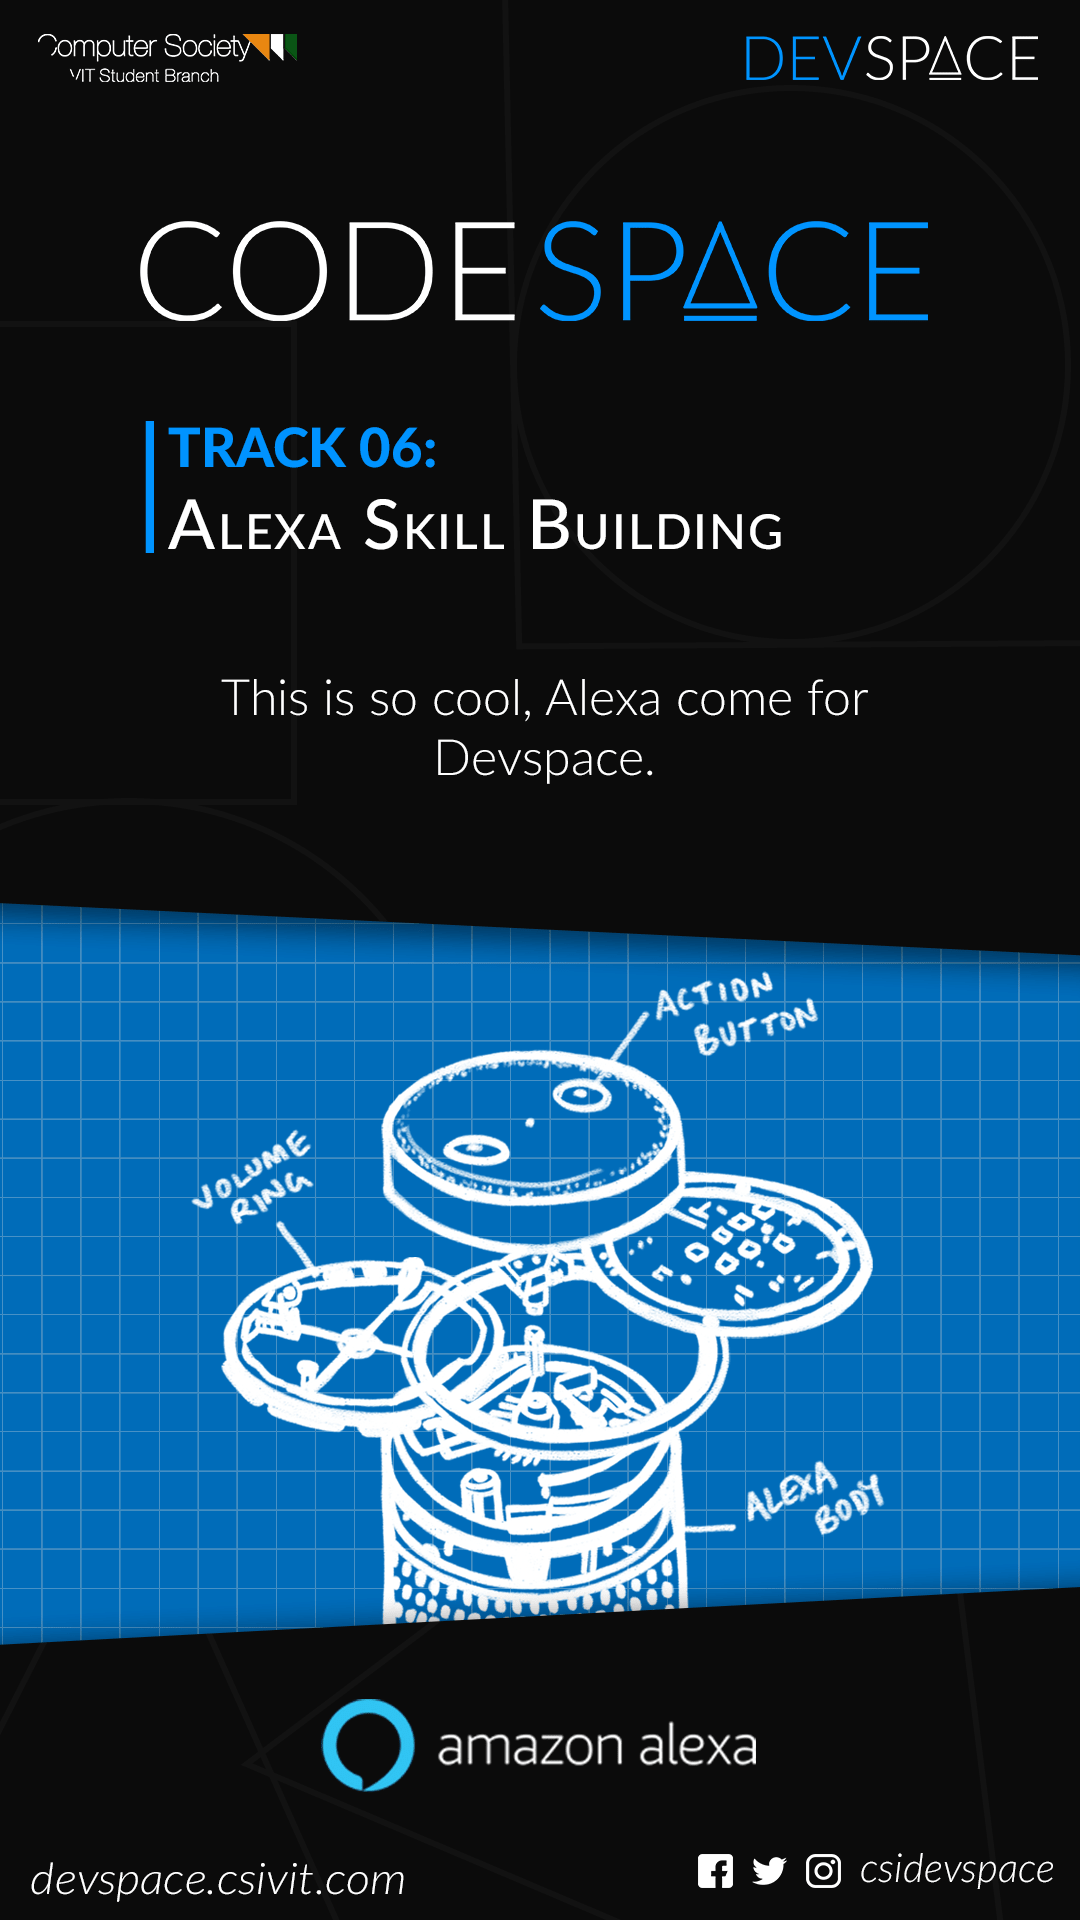 Computer Society
VIT Student Branch
DEVSPACE
CODESPACE
TRACK 06:
ALEXA SKILL BUILDING
This is so cool, Alexa come for
Devspace.
ACTION
BUTTON
VOLUME
RING
ALEXA
BODY
amazon alexa
devspace.csivit.com
csidevspace